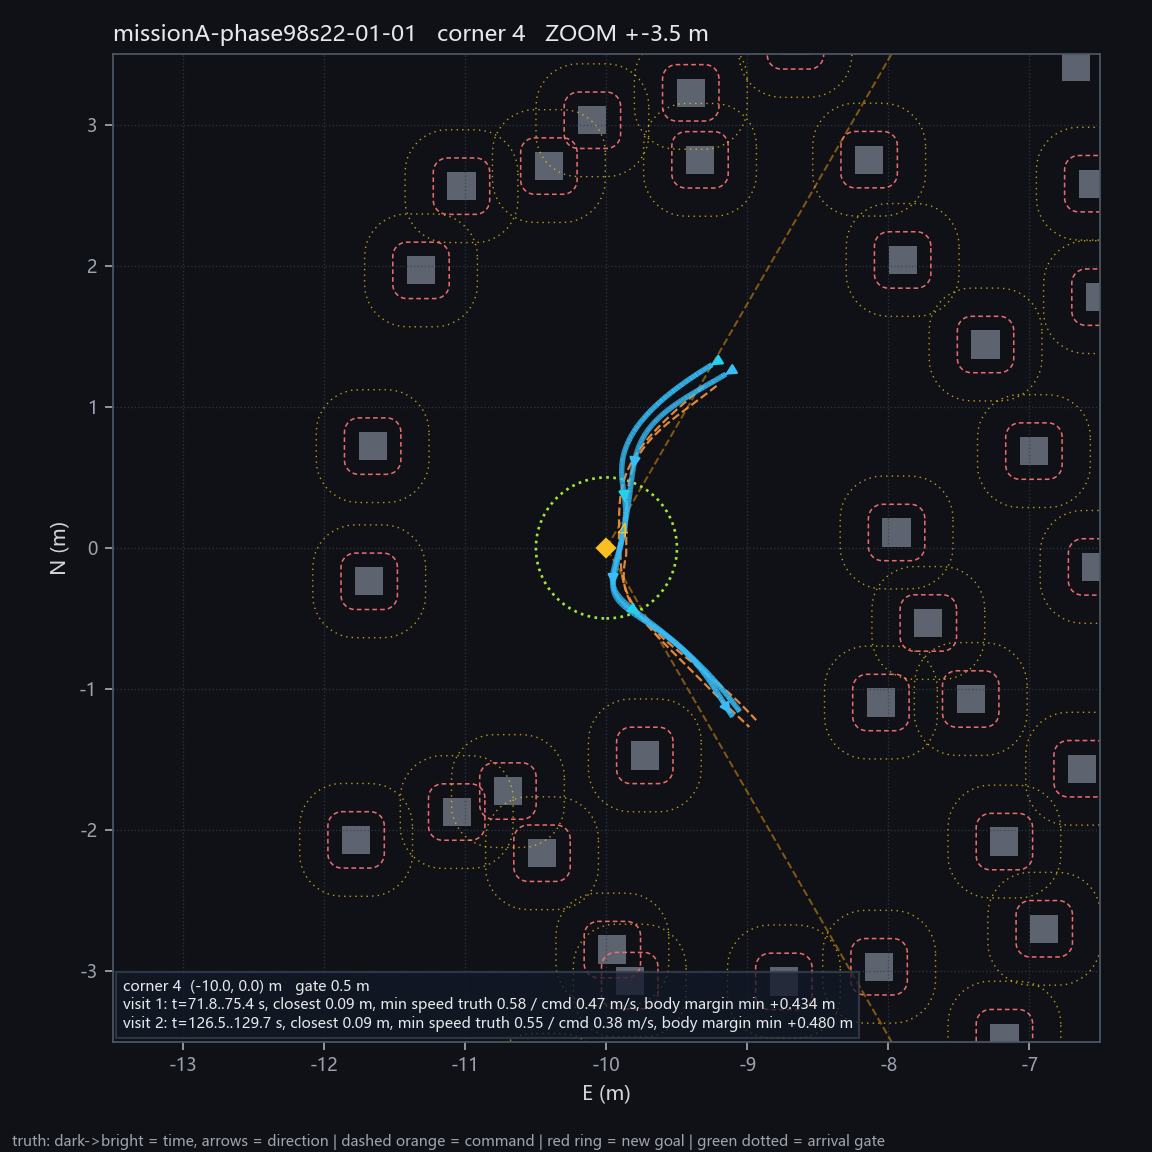 missionA-phase98s22-01-01   corner 4   ZOOM +-3.5 m
3
2
1
0
-1
-2
-3
N (m)
corner 4  (-10.0, 0.0) m   gate 0.5 m
visit 1: t=71.8..75.4 s, closest 0.09 m, min speed truth 0.58 / cmd 0.47 m/s, body margin min +0.434 m
visit 2: t=126.5..129.7 s, closest 0.09 m, min speed truth 0.55 / cmd 0.38 m/s, body margin min +0.480 m
-13 -12 -11 -10 -9 -8 -7
E (m)
truth: dark->bright = time, arrows = direction | dashed orange = command | red ring = new goal | green dotted = arrival gate